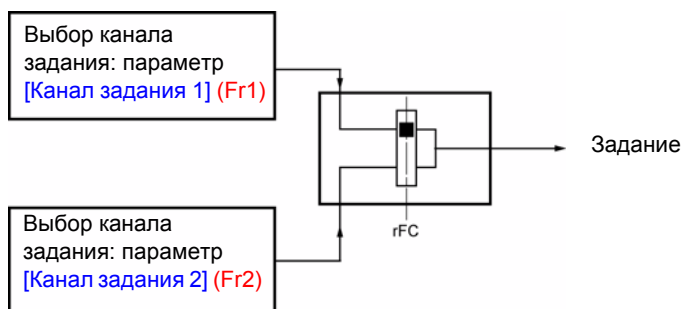 Выбор канала
задания: параметр
[Канал задания 1] (Fr1)
Задание
rFC
Выбор канала
задания: параметр
[Канал задания 2] (Fr2)